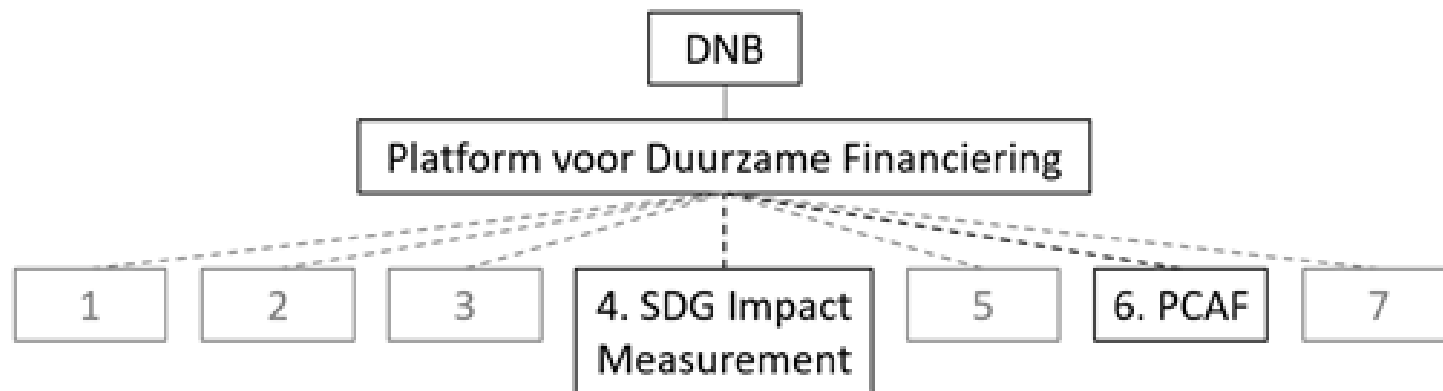 DNB
Platform voor Duurzame Financiering
1
2
3
4. SDG Impact
Measurement
5
6. PCAF
7